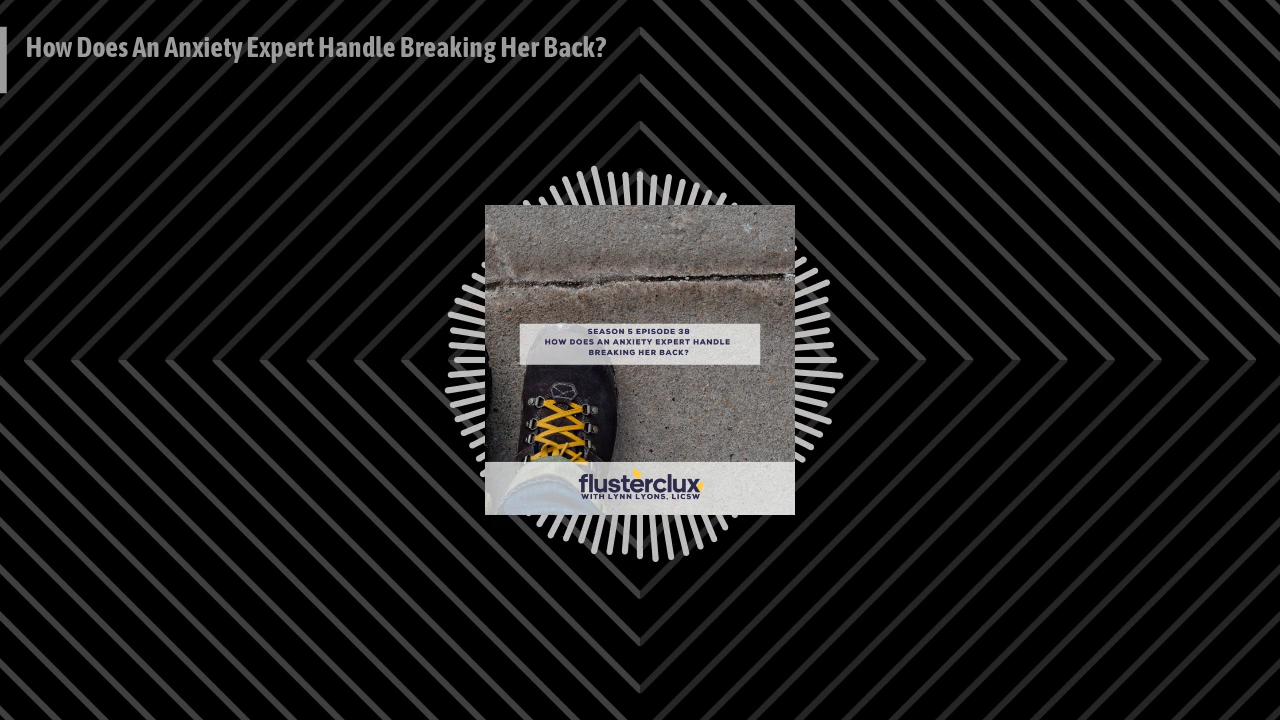 How Does An Anxiety Expert Handle Breaking Her Back?
SEASON 5 EPISODE 38
HOW DOES AN ANXIETY EXPERT HANDLE
BREAKING HER BACK?
flusterclux
WITH LYNN LYONS, LICSW